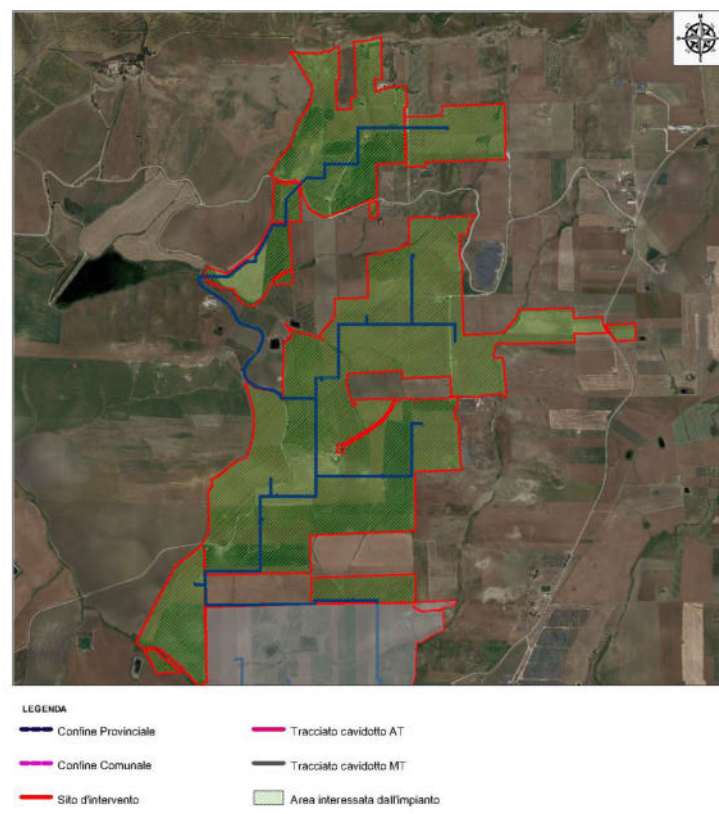 LEGENDA
Confine Provinciale
Tracciato cavidotto AT
Confine Comunale
Tracciato cavidotto MT
Sito d'intervento
Area interessata dall'impianto